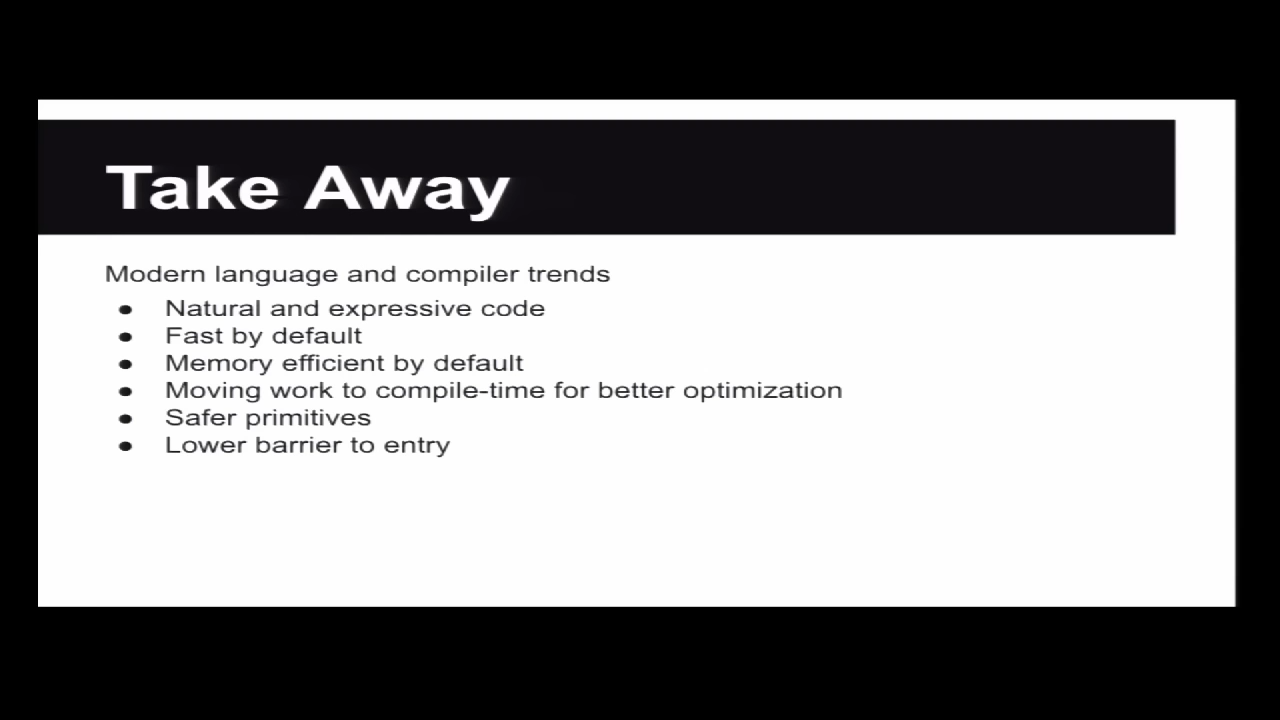 Take Away
Modern language and compiler trends
● Natural and expressive code
● Fast by default
● Memory efficient by default
● Moving work to compile-time for better optimization
● Safer primitives
● Lower barrier to entry